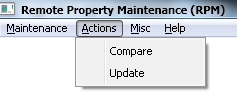 Remote Property Maintenance (RPM)
Maintenance Actions Misc Help
Compare
Update